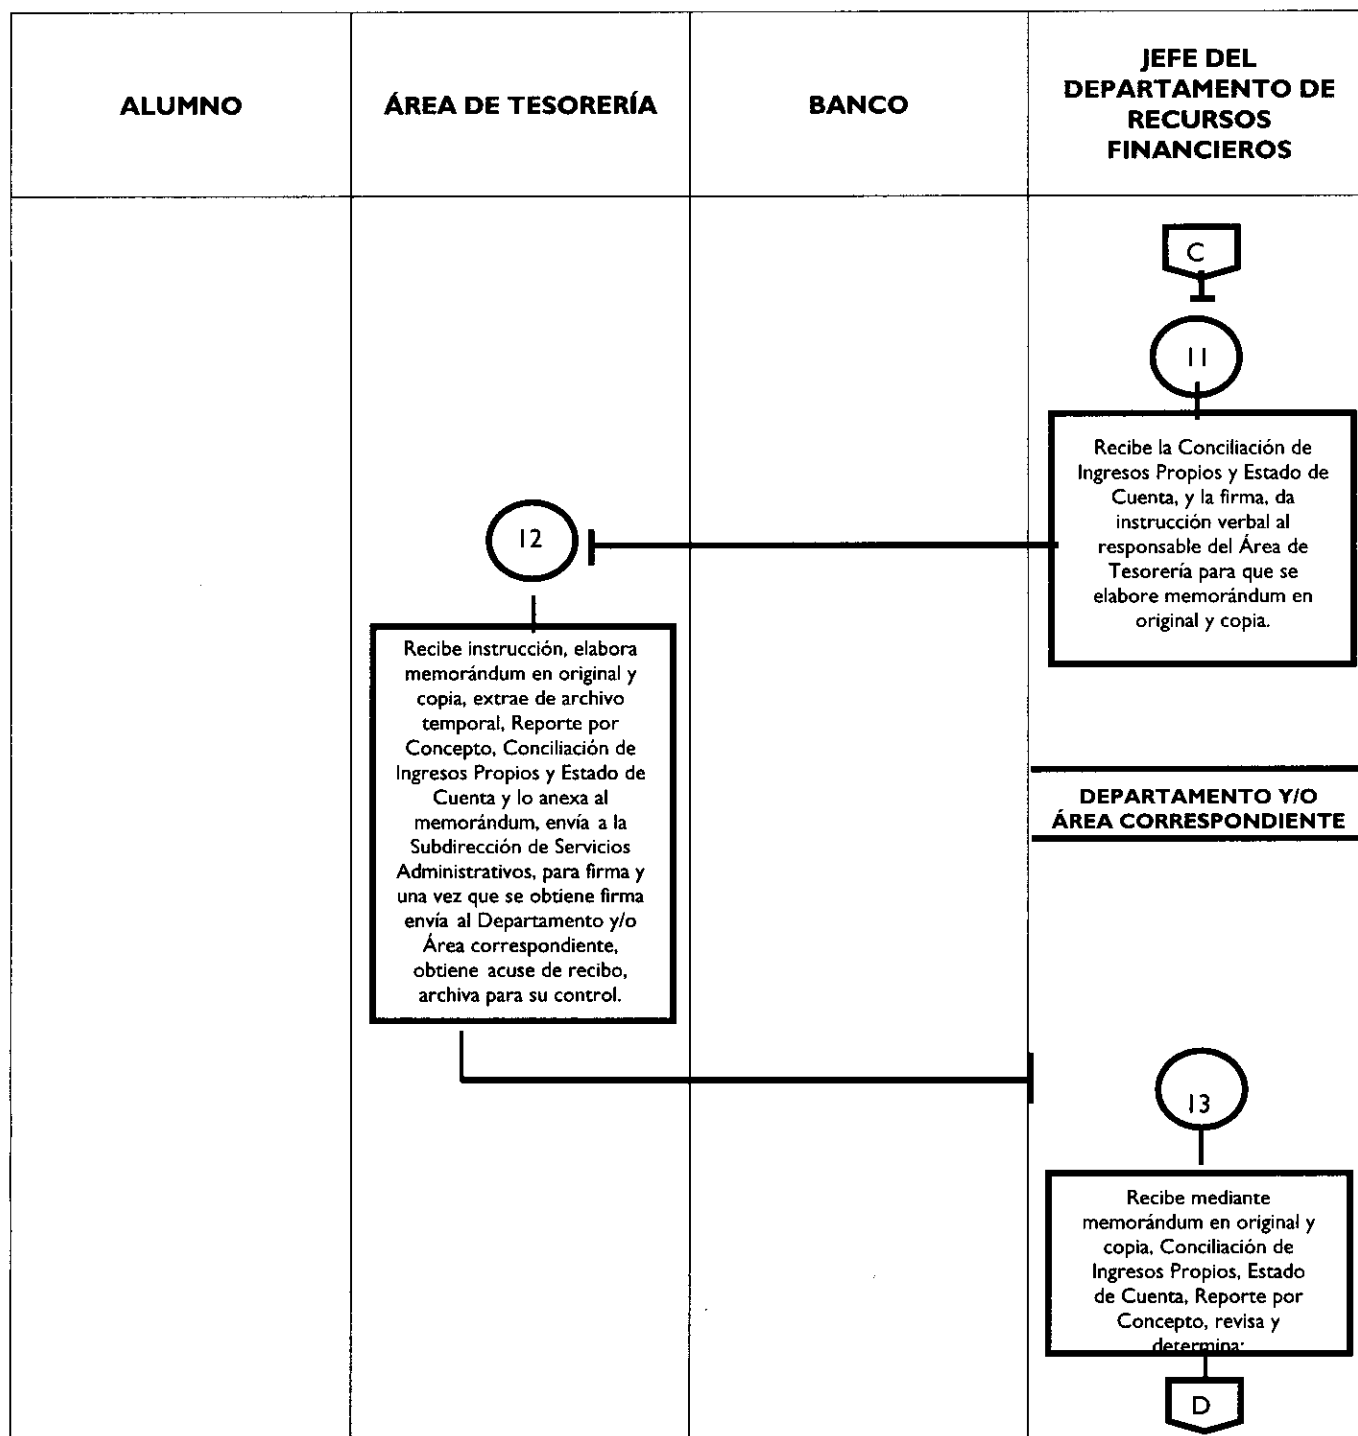 ALUMNO
ÁREA DE TESORERÍA
BANCO
JEFE DEL
DEPARTAMENTO DE
RECURSOS
FINANCIEROS
C
11
Recibe la Conciliación de
Ingresos Propios y Estado de
Cuenta, y la firma, da
instrucción verbal al
responsable del Área de
Tesorería para que se
elabore memorándum en
original y copia.
12
Recibe instrucción, elabora
memorándum en original y
copia, extrae de archivo
temporal, Reporte por
Concepto, Conciliación de
Ingresos Propios y Estado de
Cuenta y lo anexa al
memorándum, envía a la
Subdirección de Servicios
Administrativos, para firma y
una vez que se obtiene firma
envía al Departamento y/o
Área correspondiente,
obtiene acuse de recibo,
archiva para su control.
DEPARTAMENTO Y/O
ÁREA CORRESPONDIENTE
13
Recibe mediante
memorándum en original y
copia, Conciliación de
Ingresos Propios, Estado
de Cuenta, Reporte por
Concepto, revisa y
determina:
D